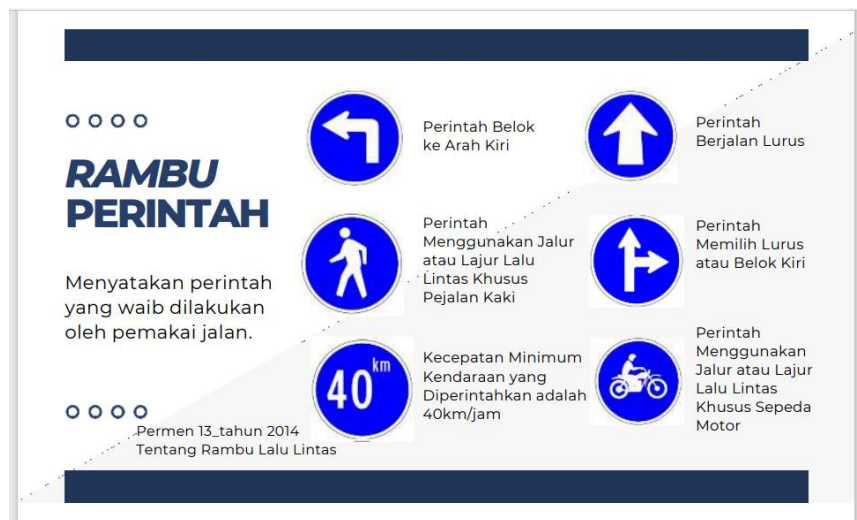 RAMBU
PERINTAH
Menyatakan perintah
yang waib dilakukan
oleh pemakai jalan.
Permen 13_tahun 2014
Tentang Rambu Lalu Lintas
Perintah Belok
ke Arah Kiri
Perintah
Berjalan Lurus
Perintah
Menggunakan Jalur
atau Lajur Lalu
Lintas Khusus
Pejalan Kaki
Perintah
Memilih Lurus
atau Belok Kiri
40 km
Kecepatan Minimum
Kendaraan yang
Diperintahkan adalah
40km/jam
Perintah
Menggunakan
Jalur atau Lajur
Lalu Lintas
Khusus Sepeda
Motor